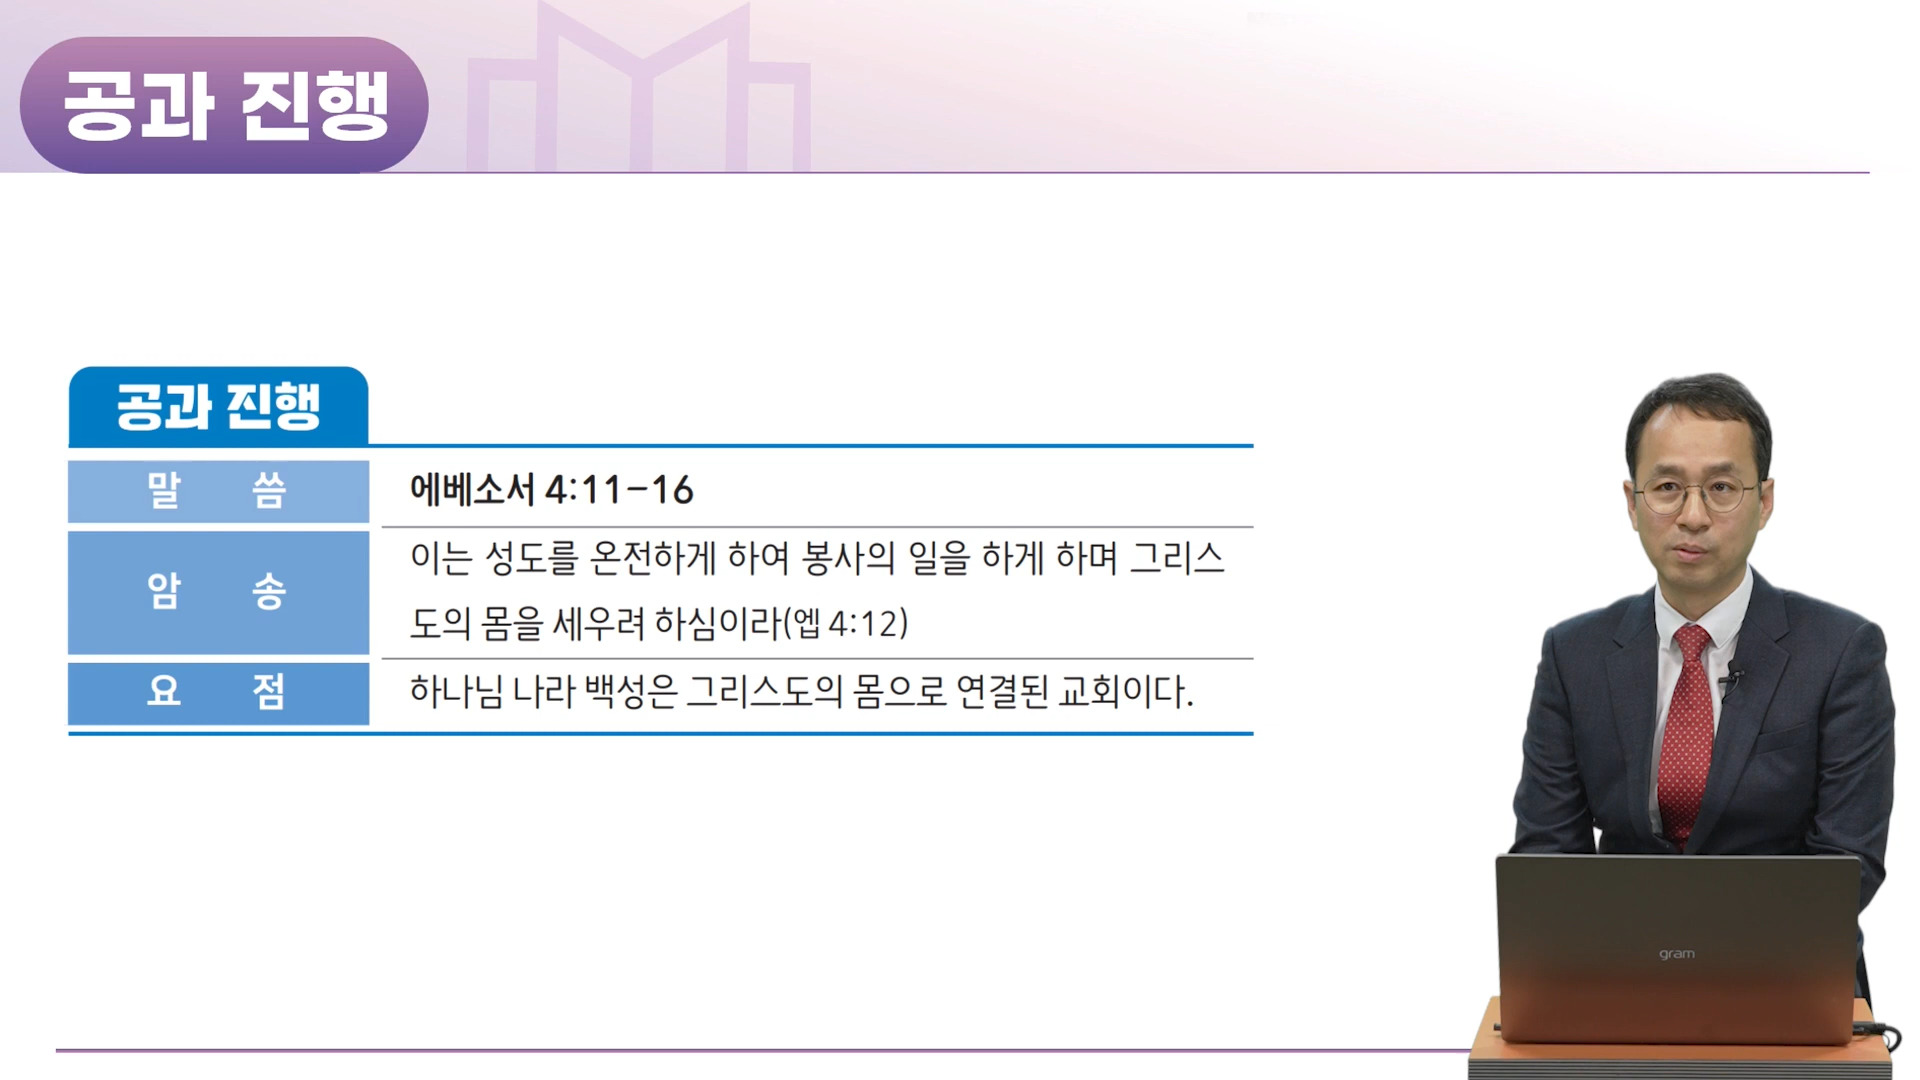 공과 진행
공과 진행
말 씀
에베소서 4:11-16
암 송
이는 성도를 온전하게 하여 봉사의 일을 하게 하며 그리스
도의 몸을 세우려 하심이라(엡 4:12)
요 점
하나님 나라 백성은 그리스도의 몸으로 연결된 교회이다.
gram